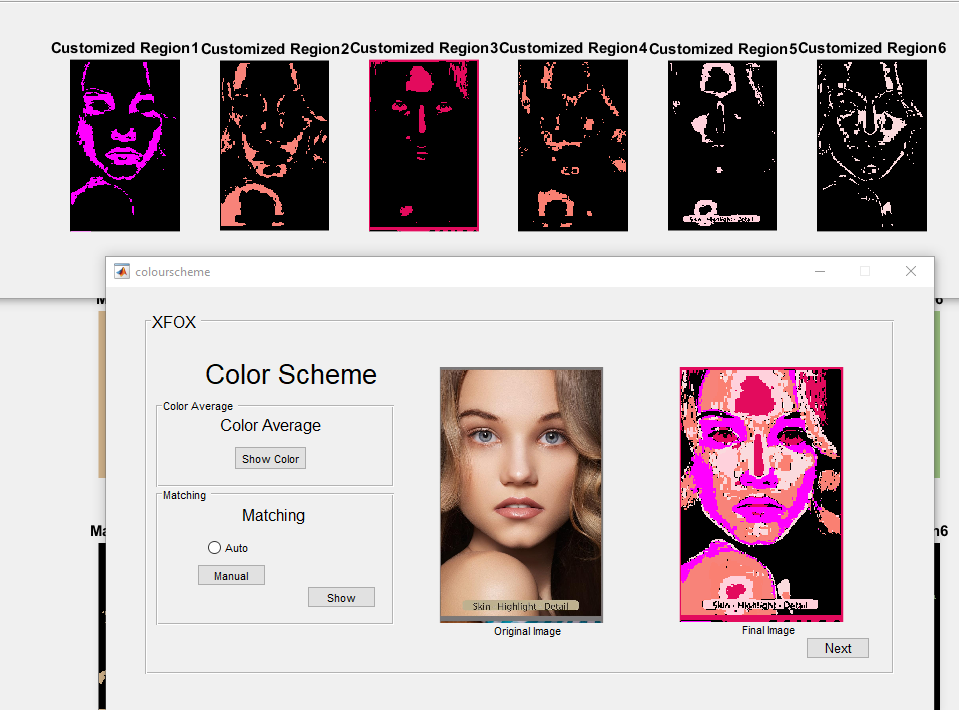 Customized Region1 Customized Region2 Customized Region3 Customized Region4 Customized Region5 Customized Region6
Skin · Highlight · Detail
colourscheme
M 6
XFOX
Color Scheme
Color Average
Color Average
Show Color
Matching
Matching
Auto
Manual
Show
Skin Highlight Detail
Original Image
Skin · Highlight · Detail
Final Image
Next
Ma n6